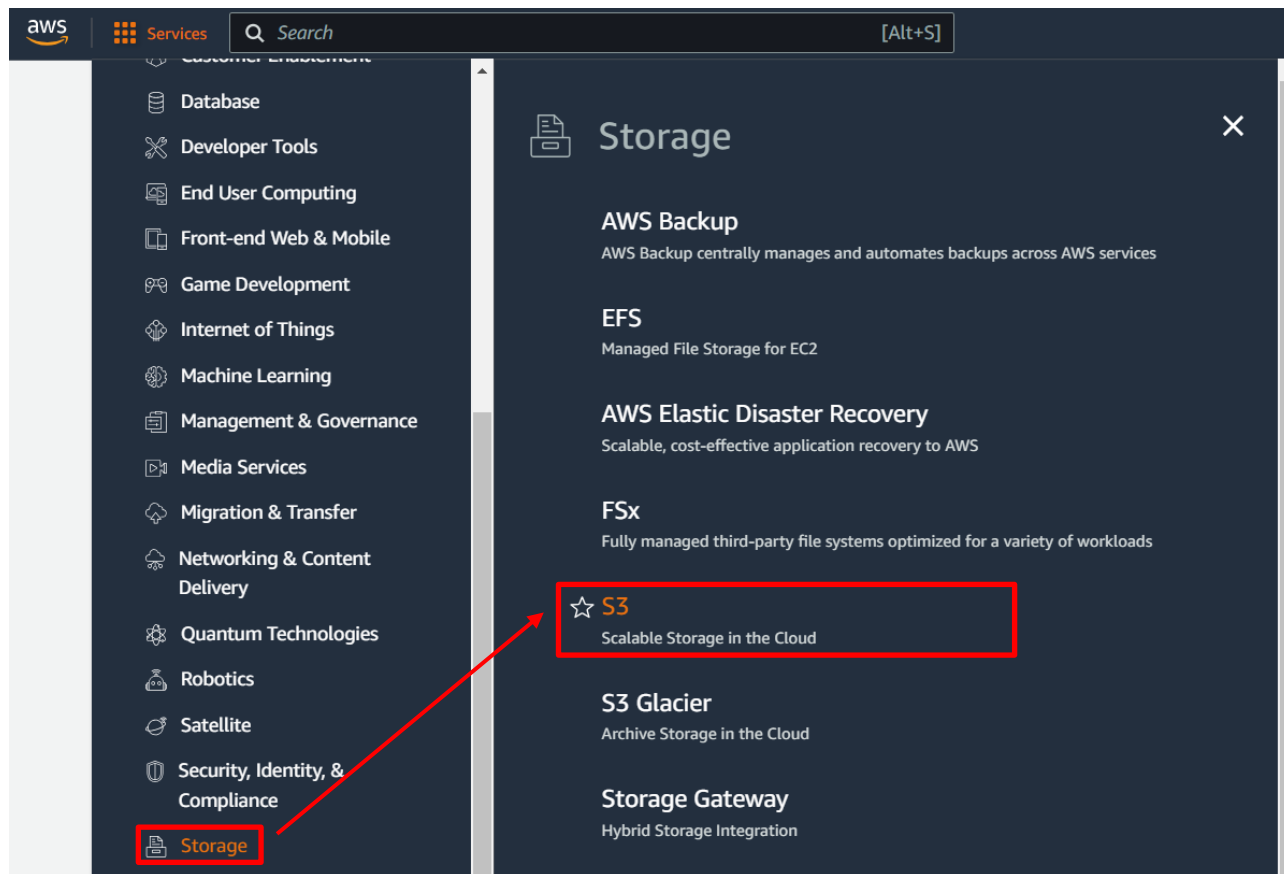 aws
Services
Search
[Alt+S]
Customer Enablement
Database
Developer Tools
End User Computing
Front-end Web & Mobile
Game Development
Internet of Things
Machine Learning
Management & Governance
Media Services
Migration & Transfer
Networking & Content
Delivery
Quantum Technologies
Robotics
Satellite
Security, Identity, &
Compliance
Storage
Storage
AWS Backup
AWS Backup centrally manages and automates backups across AWS services
EFS
Managed File Storage for EC2
AWS Elastic Disaster Recovery
Scalable, cost-effective application recovery to AWS
FSx
Fully managed third-party file systems optimized for a variety of workloads
S3
Scalable Storage in the Cloud
S3 Glacier
Archive Storage in the Cloud
Storage Gateway
Hybrid Storage Integration